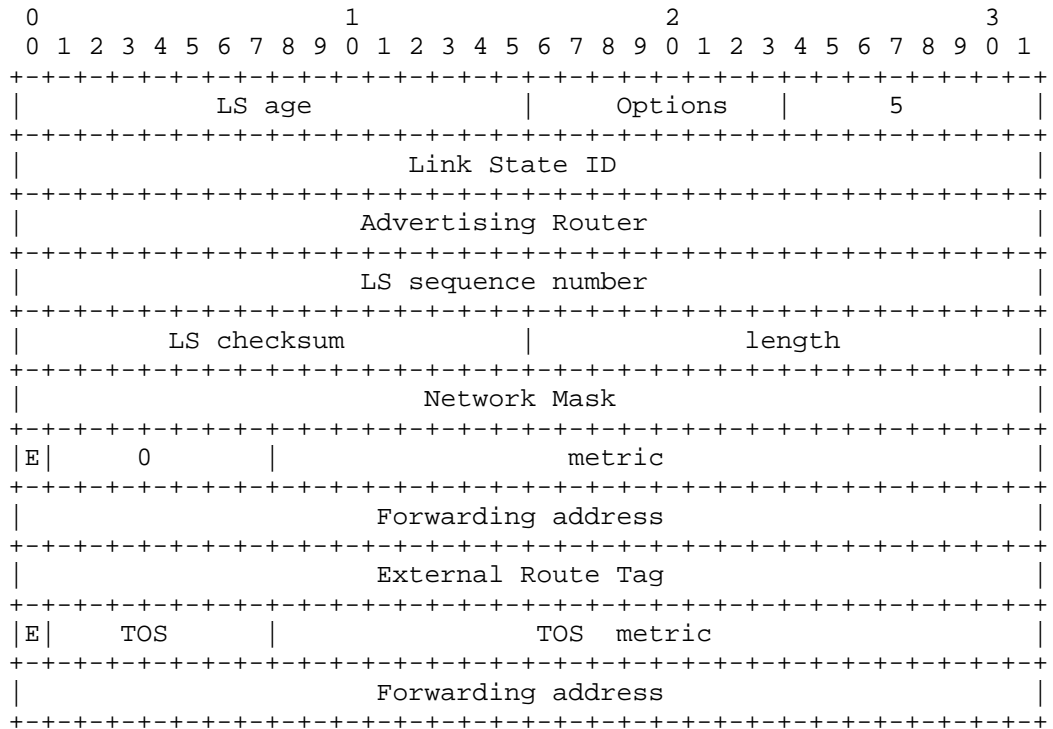 0                   1                   2                   3
 0 1 2 3 4 5 6 7 8 9 0 1 2 3 4 5 6 7 8 9 0 1 2 3 4 5 6 7 8 9 0 1
+-+-+-+-+-+-+-+-+-+-+-+-+-+-+-+-+-+-+-+-+-+-+-+-+-+-+-+-+-+-+-+-+
|            LS age             |     Options   |      5        |
+-+-+-+-+-+-+-+-+-+-+-+-+-+-+-+-+-+-+-+-+-+-+-+-+-+-+-+-+-+-+-+-+
|                        Link State ID                          |
+-+-+-+-+-+-+-+-+-+-+-+-+-+-+-+-+-+-+-+-+-+-+-+-+-+-+-+-+-+-+-+-+
|                     Advertising Router                        |
+-+-+-+-+-+-+-+-+-+-+-+-+-+-+-+-+-+-+-+-+-+-+-+-+-+-+-+-+-+-+-+-+
|                     LS sequence number                        |
+-+-+-+-+-+-+-+-+-+-+-+-+-+-+-+-+-+-+-+-+-+-+-+-+-+-+-+-+-+-+-+-+
|         LS checksum           |             length            |
+-+-+-+-+-+-+-+-+-+-+-+-+-+-+-+-+-+-+-+-+-+-+-+-+-+-+-+-+-+-+-+-+
|                         Network Mask                          |
+-+-+-+-+-+-+-+-+-+-+-+-+-+-+-+-+-+-+-+-+-+-+-+-+-+-+-+-+-+-+-+-+
|E|     0       |                  metric                       |
+-+-+-+-+-+-+-+-+-+-+-+-+-+-+-+-+-+-+-+-+-+-+-+-+-+-+-+-+-+-+-+-+
|                      Forwarding address                       |
+-+-+-+-+-+-+-+-+-+-+-+-+-+-+-+-+-+-+-+-+-+-+-+-+-+-+-+-+-+-+-+-+
|                      External Route Tag                       |
+-+-+-+-+-+-+-+-+-+-+-+-+-+-+-+-+-+-+-+-+-+-+-+-+-+-+-+-+-+-+-+-+
|E|    TOS      |                TOS  metric                    |
+-+-+-+-+-+-+-+-+-+-+-+-+-+-+-+-+-+-+-+-+-+-+-+-+-+-+-+-+-+-+-+-+
|                      Forwarding address                       |
+-+-+-+-+-+-+-+-+-+-+-+-+-+-+-+-+-+-+-+-+-+-+-+-+-+-+-+-+-+-+-+-+